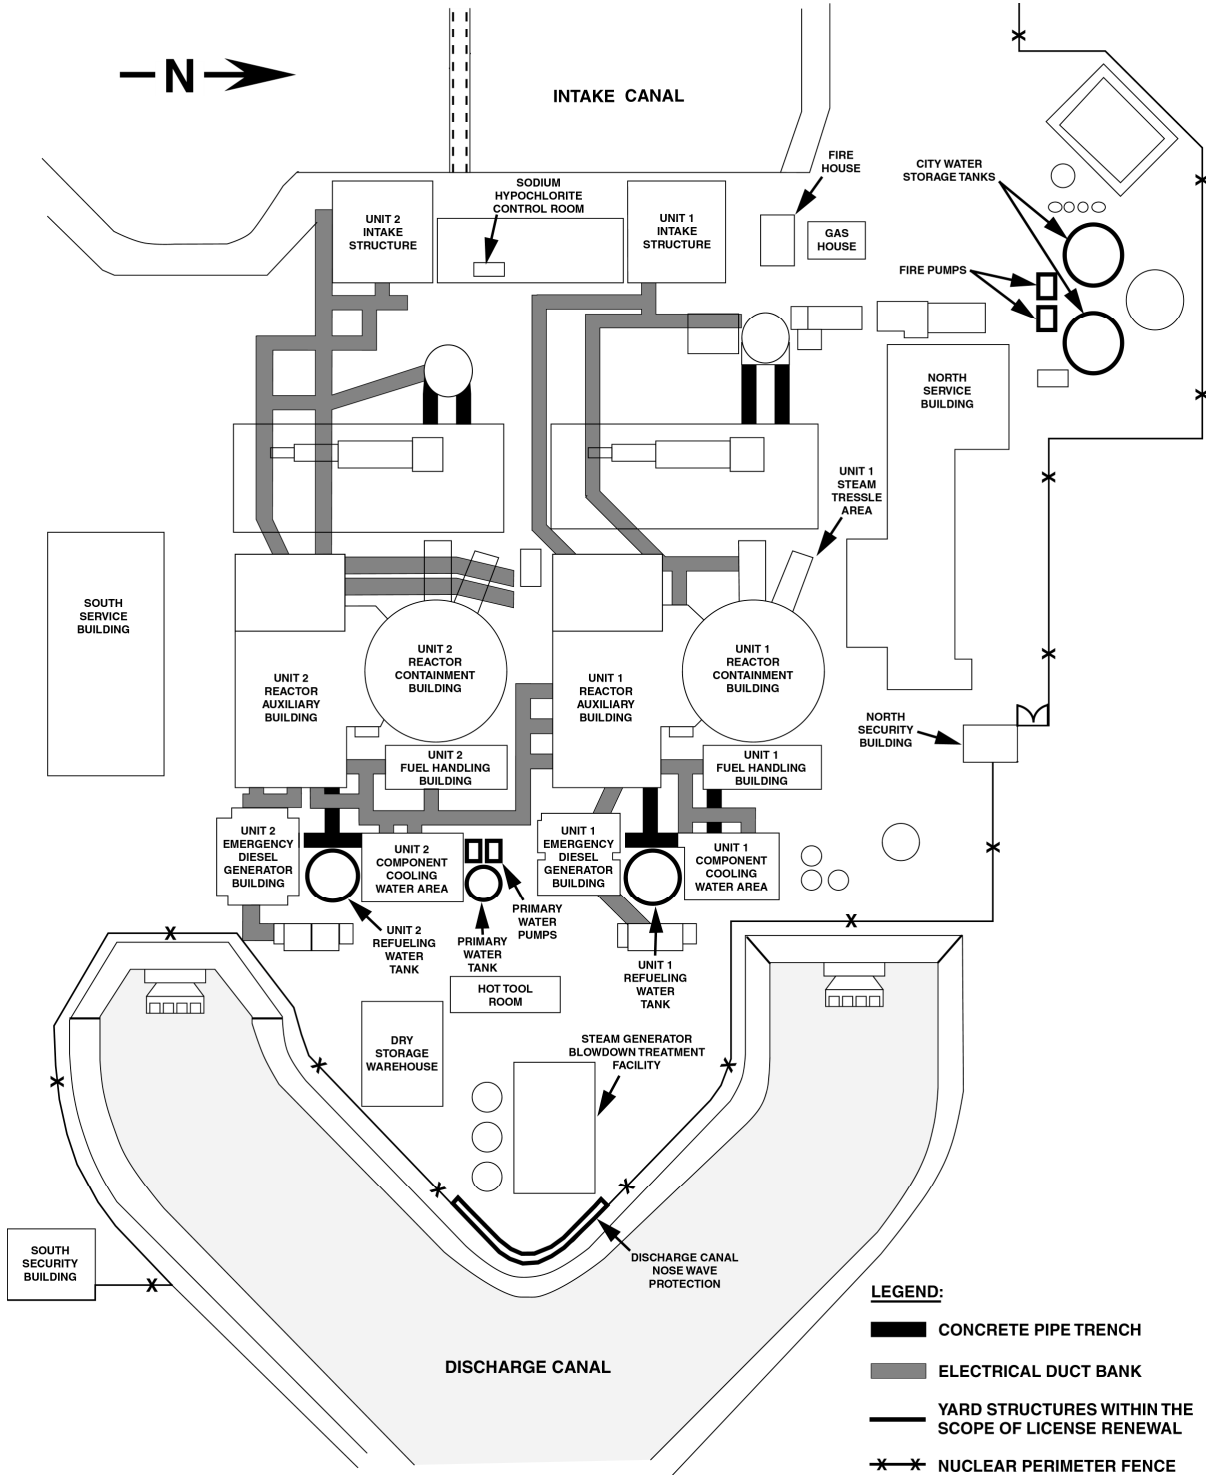 N
INTAKE CANAL
FIRE
HOUSE
CITY WATER
STORAGE TANKS
SODIUM
HYPOCHLORITE
CONTROL ROOM
UNIT 2
INTAKE
STRUCTURE
UNIT 1
INTAKE
STRUCTURE
GAS
HOUSE
FIRE PUMPS
NORTH
SERVICE
BUILDING
UNIT 1
STEAM
TRESSLE
AREA
SOUTH
SERVICE
BUILDING
UNIT 2
REACTOR
CONTAINMENT
BUILDING
UNIT 1
REACTOR
CONTAINMENT
BUILDING
UNIT 2
REACTOR
AUXILIARY
BUILDING
UNIT 1
REACTOR
AUXILIARY
BUILDING
NORTH
SECURITY
BUILDING
UNIT 2
FUEL HANDLING
BUILDING
UNIT 1
FUEL HANDLING
BUILDING
UNIT 2
EMERGENCY
DIESEL
GENERATOR
BUILDING
UNIT 2
COMPONENT
COOLING
WATER AREA
UNIT 1
EMERGENCY
DIESEL
GENERATOR
BUILDING
UNIT 1
COMPONENT
COOLING
WATER AREA
PRIMARY
WATER
PUMPS
UNIT 2
REFUELING
WATER
TANK
PRIMARY
WATER
TANK
UNIT 1
REFUELING
WATER
TANK
HOT TOOL
ROOM
DRY
STORAGE
WAREHOUSE
STEAM GENERATOR
BLOWDOWN TREATMENT
FACILITY
SOUTH
SECURITY
BUILDING
DISCHARGE CANAL
NOSE WAVE
PROTECTION
DISCHARGE CANAL
LEGEND:
CONCRETE PIPE TRENCH
ELECTRICAL DUCT BANK
YARD STRUCTURES WITHIN THE
SCOPE OF LICENSE RENEWAL
NUCLEAR PERIMETER FENCE